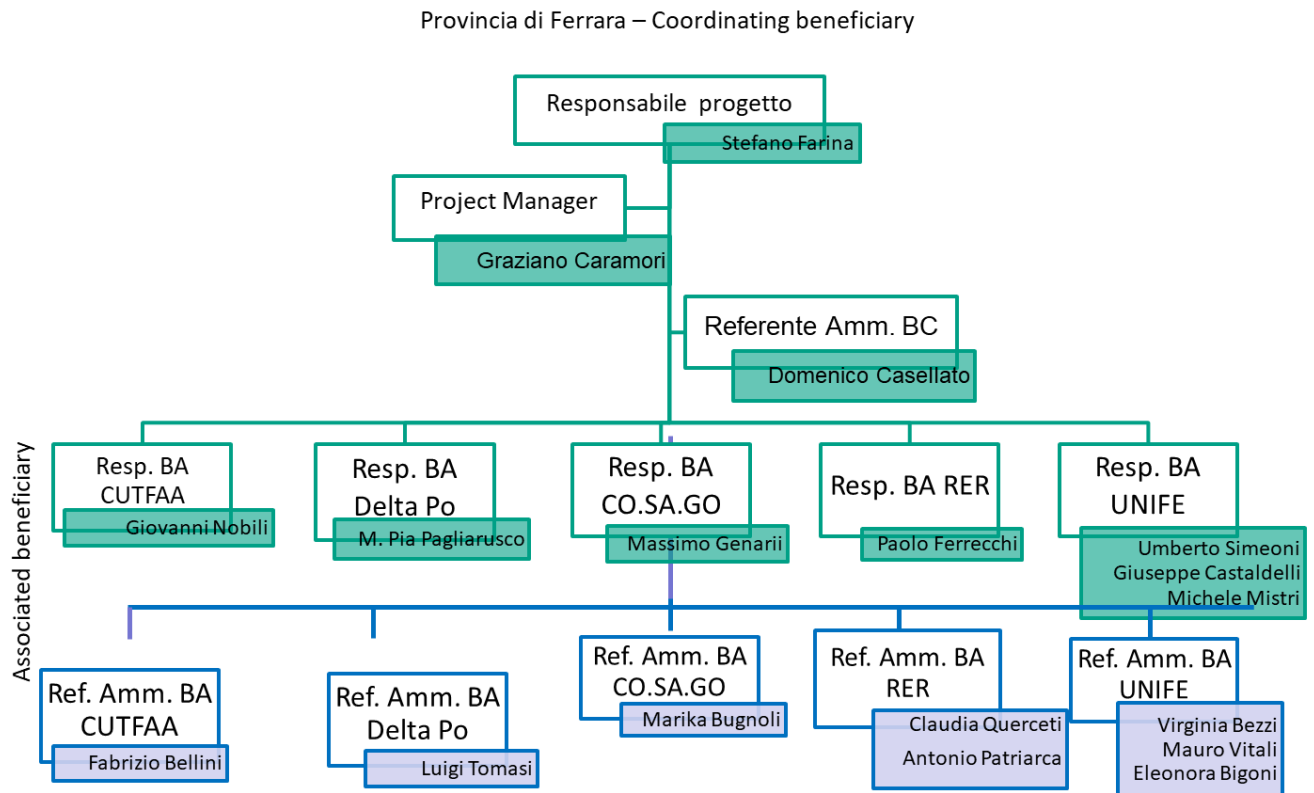 Provincia di Ferrara – Coordinating beneficiary
Responsabile progetto
Stefano Farina
Project Manager
Graziano Caramori
Referente Amm. BC
Domenico Casellato
Associated beneficiary
Resp. BA
CUTFAA
Giovanni Nobili
Resp. BA
Delta Po
M. Pia Pagliarusco
Resp. BA
CO.SA.GO
Massimo Genarii
Resp. BA RER
Paolo Ferrecchi
Resp. BA
UNIFE
Umberto Simeoni
Giuseppe Castaldelli
Michele Mistri
Ref. Amm. BA
CUTFAA
Fabrizio Bellini
Ref. Amm. BA
Delta Po
Luigi Tomasi
Ref. Amm. BA
CO.SA.GO
Marika Bugnoli
Ref. Amm. BA
RER
Claudia Querceti
Antonio Patriarca
Ref. Amm. BA
UNIFE
Virginia Bezzi
Mauro Vitali
Eleonora Bigoni